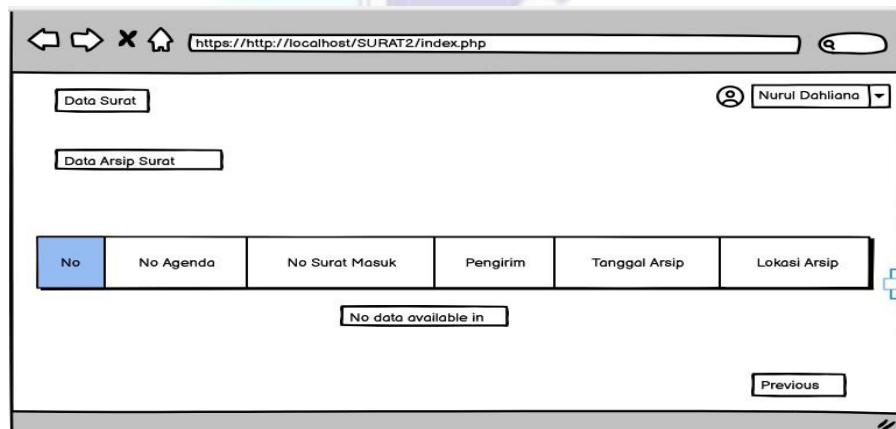 https://http://localhost/SURAT2/index.php
Data Surat
Nurul Dahliana
Data Arsip Surat
No No Agenda No Surat Masuk Pengirim Tanggal Arsip Lokasi Arsip
No data available in
Previous